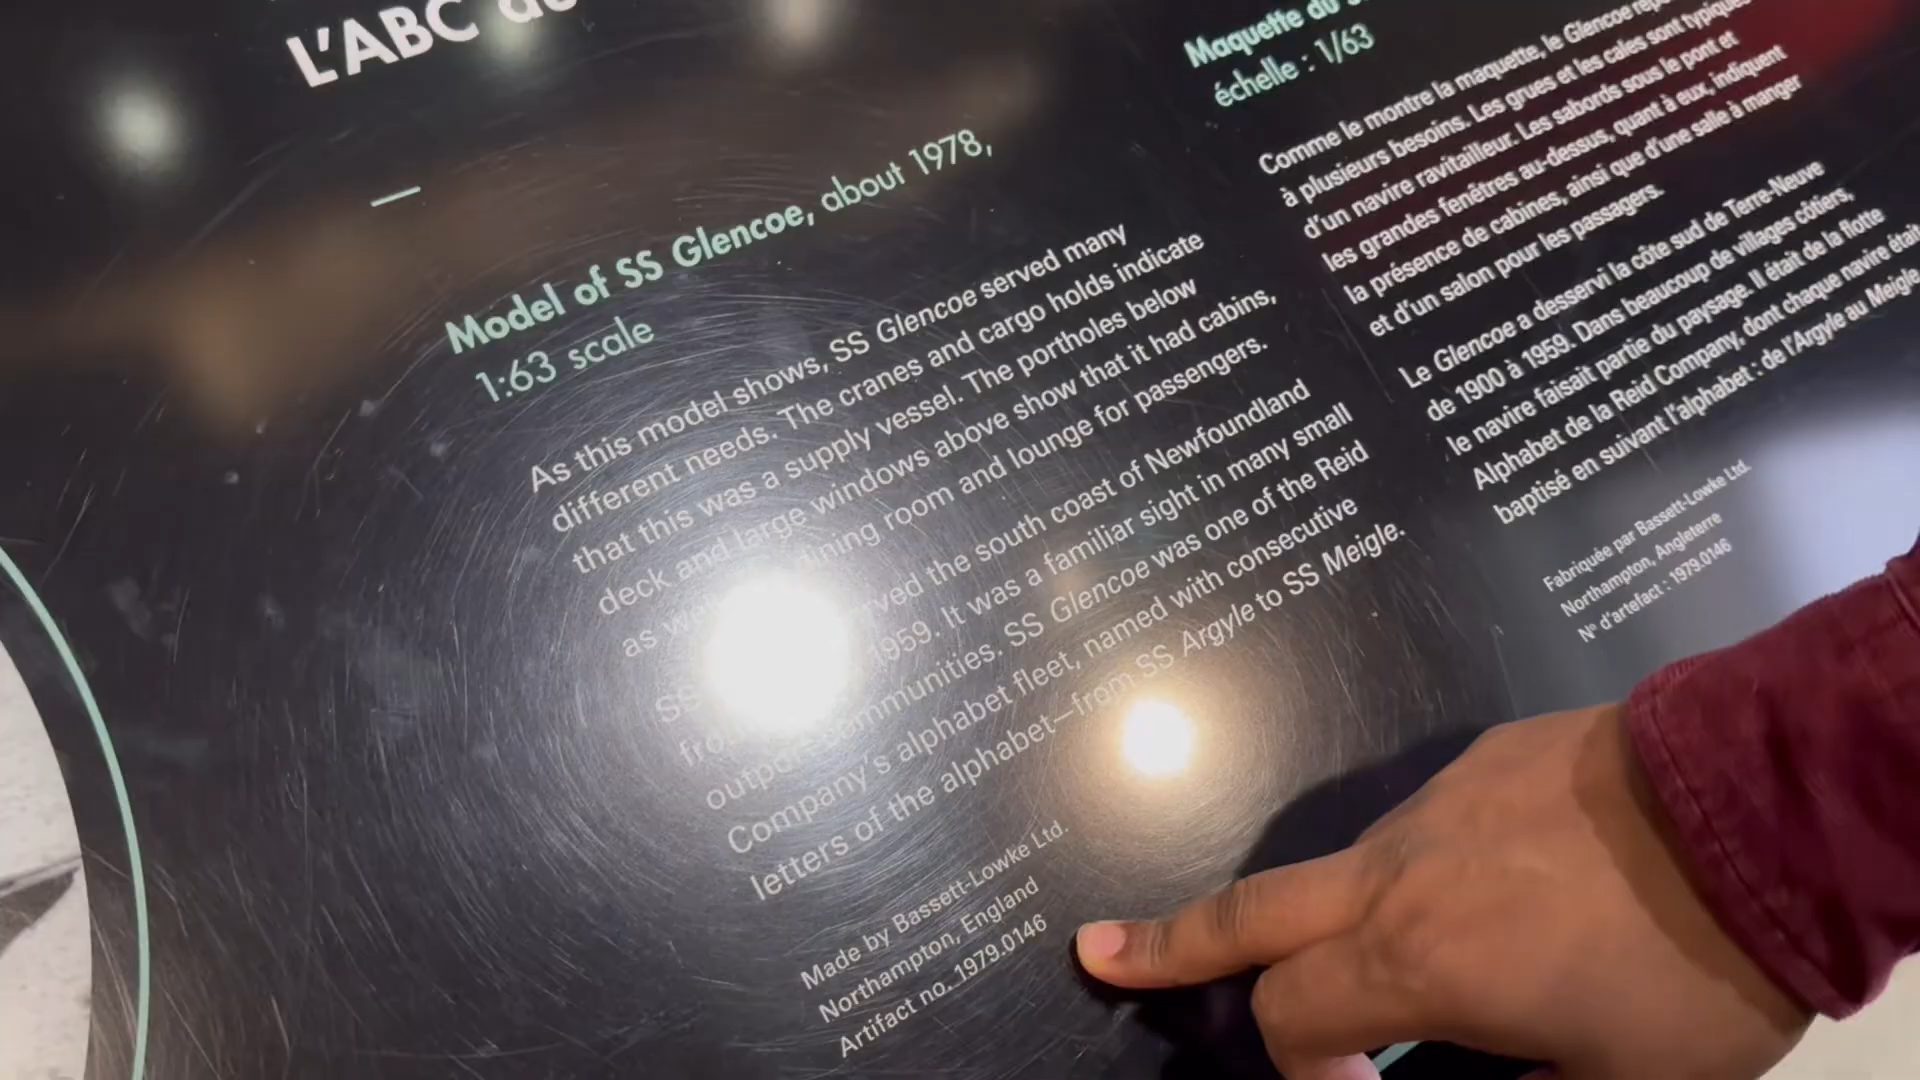 L'ABC
Model of SS Glencoe, about 1978,
1:63 scale
As this model shows, SS Glencoe served many
different needs. The cranes and cargo holds indicate
that this was a supply vessel. The portholes below
deck and large windows above show that it had cabins,
as dining room and lounge for passengers.
SS the south coast of Newfoundland
1959. It was a familiar sight in many small
communities. SS Glencoe was one of the Reid
Company's alphabet fleet, named with consecutive
letters of the alphabet—from SS Argyle to SS Meigle.
Made by Bassett-Lowke Ltd.
Northampton, England
Artifact no. 1979.0146
Maquette du
échelle : 1/63
Comme le montre la maquette, le Glencoe
à plusieurs besoins. Les grues et les cales sont typiques
d'un navire ravitailleur. Les sabords sous le pont et
les grandes fenêtres au-dessus, quant à eux, indiquent
la présence de cabines, ainsi que d'une salle à manger
et d'un salon pour les passagers.
Le Glencoe a desservi la côte sud de Terre-Neuve
de 1900 à 1959. Dans beaucoup de villages côtiers,
le navire faisait partie du paysage. Il était de la flotte
Alphabet de la Reid Company, dont chaque navire était
baptisé en suivant l'alphabet : de l'Argyle au Meigle
Fabriquée par Bassett-Lowke Ltd.
Northampton, Angleterre
N° d'artefact : 1979.0146